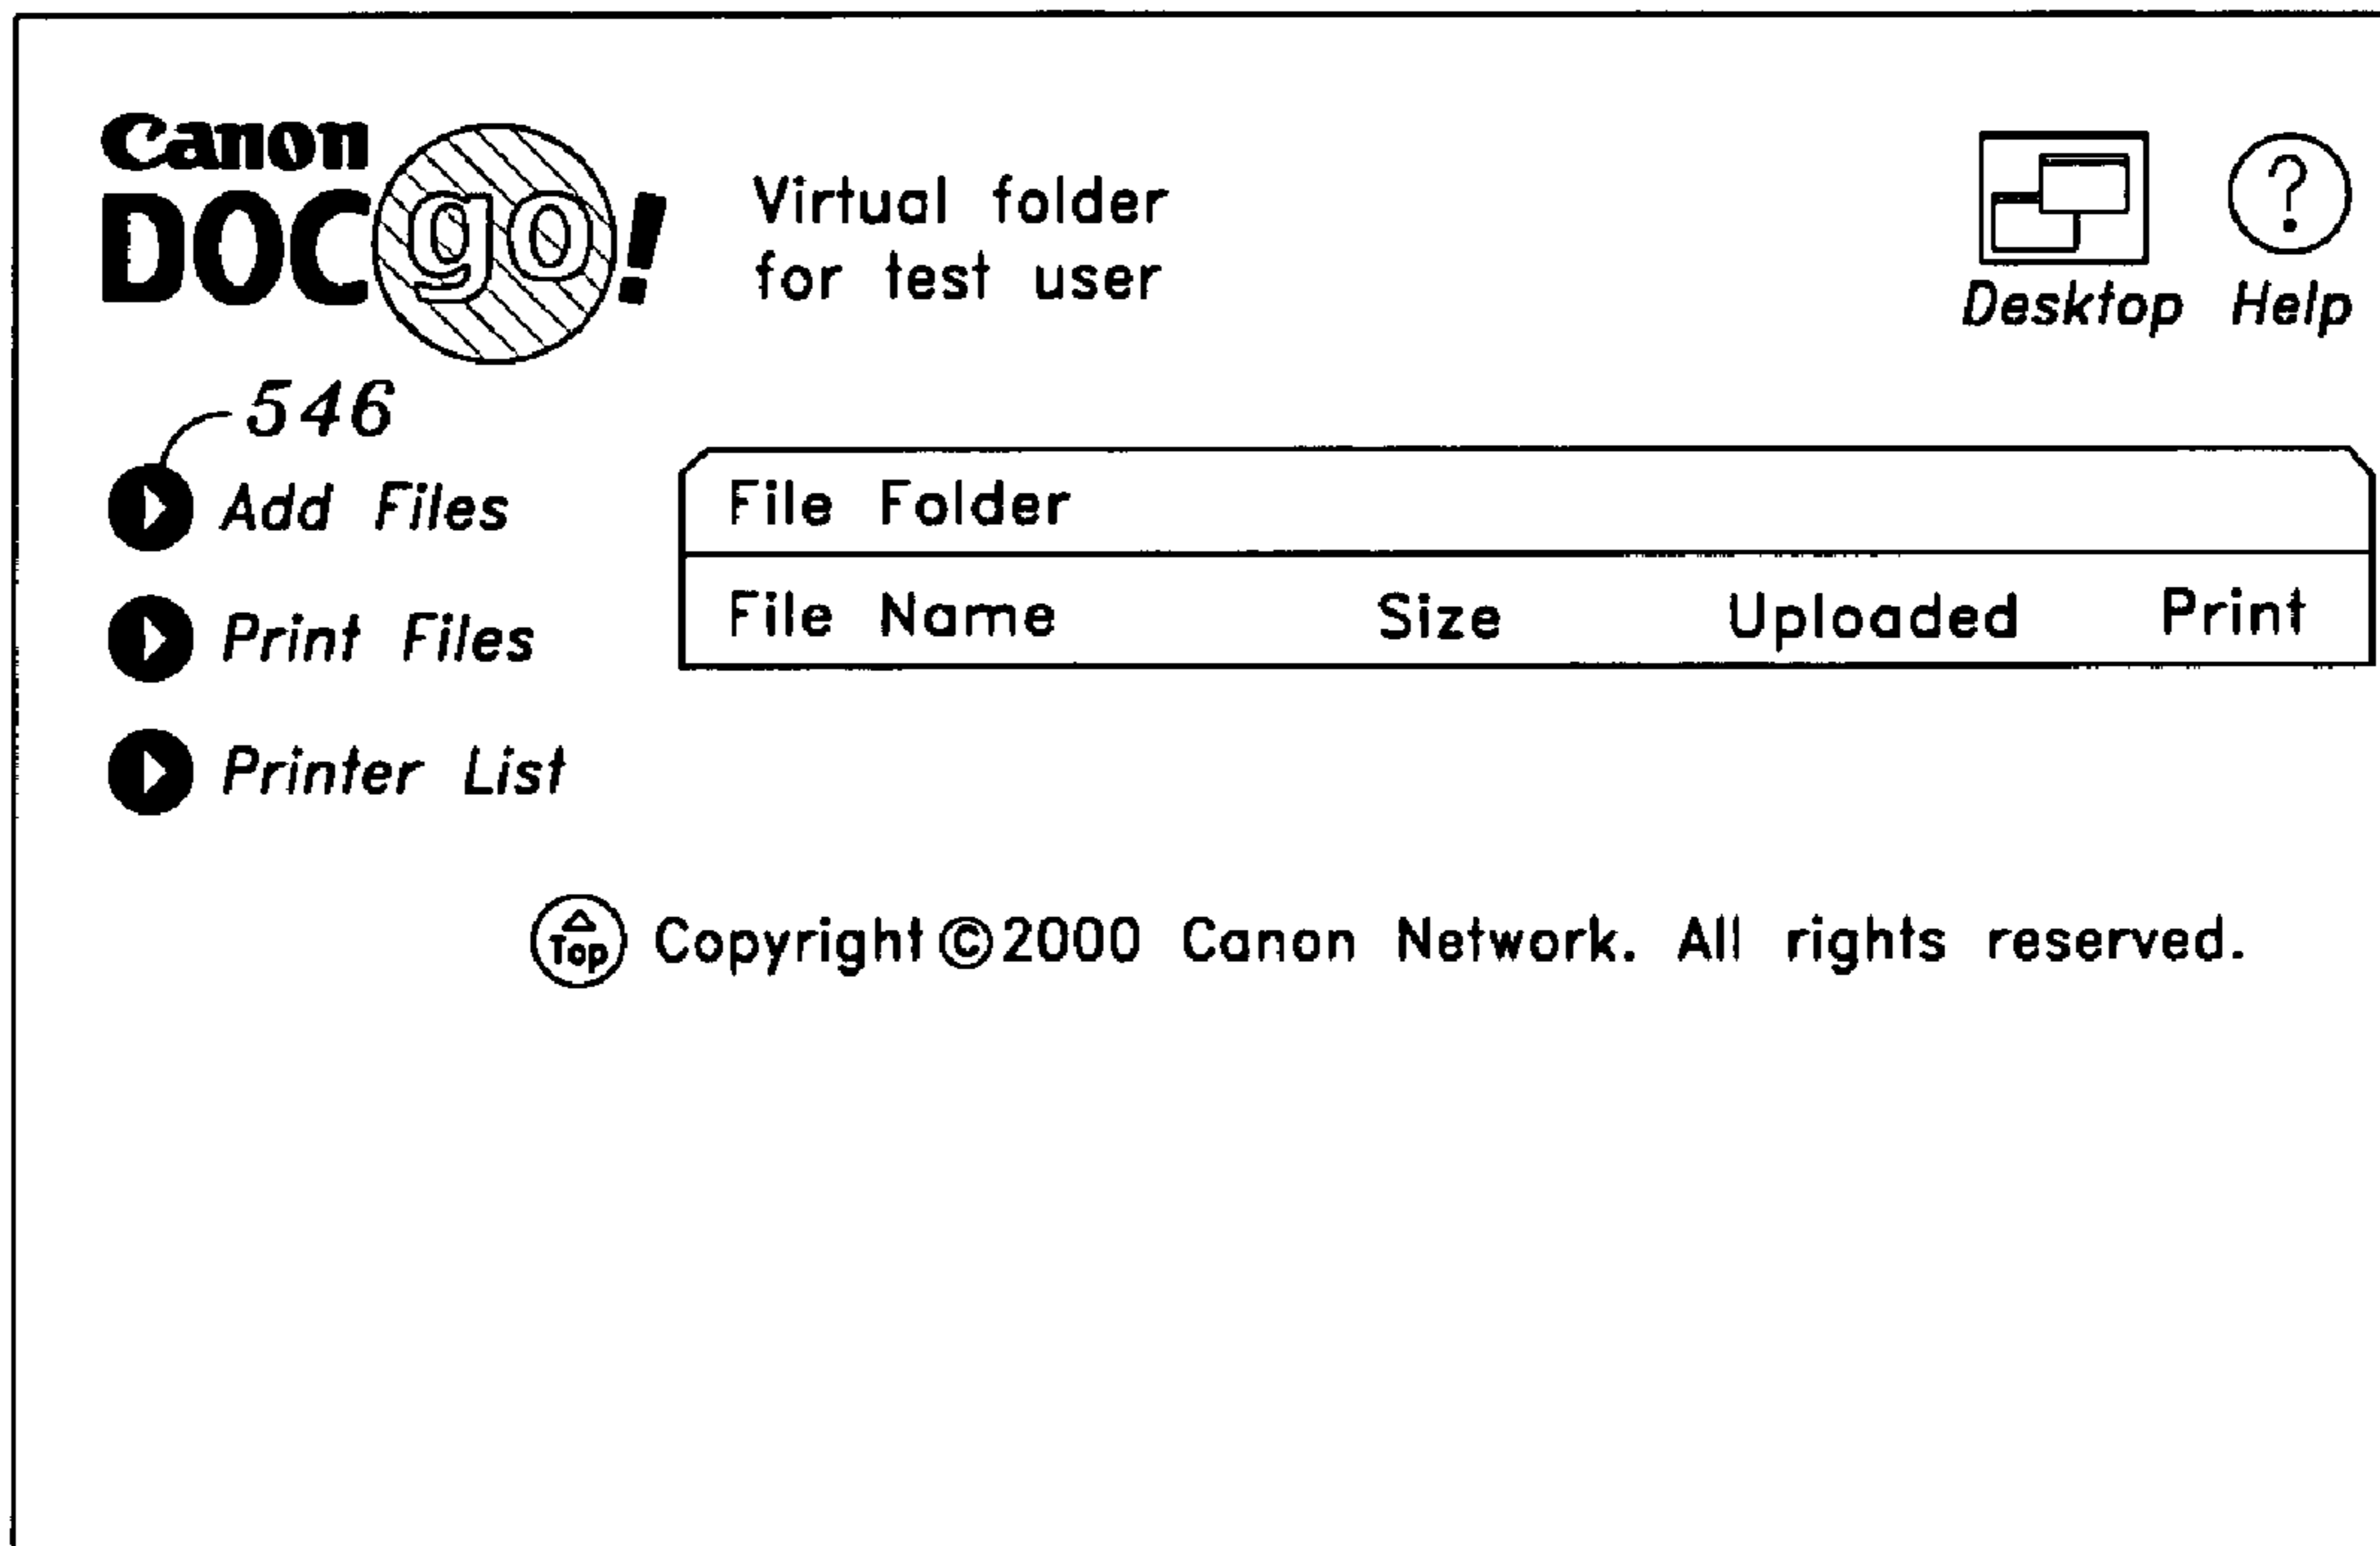 Canon
DOC go!
Virtual folder
for test user
Desktop Help
546
Add Files
Print Files
Printer List
File Folder
File Name Size Uploaded Print
Top Copyright ©2000 Canon Network. All rights reserved.